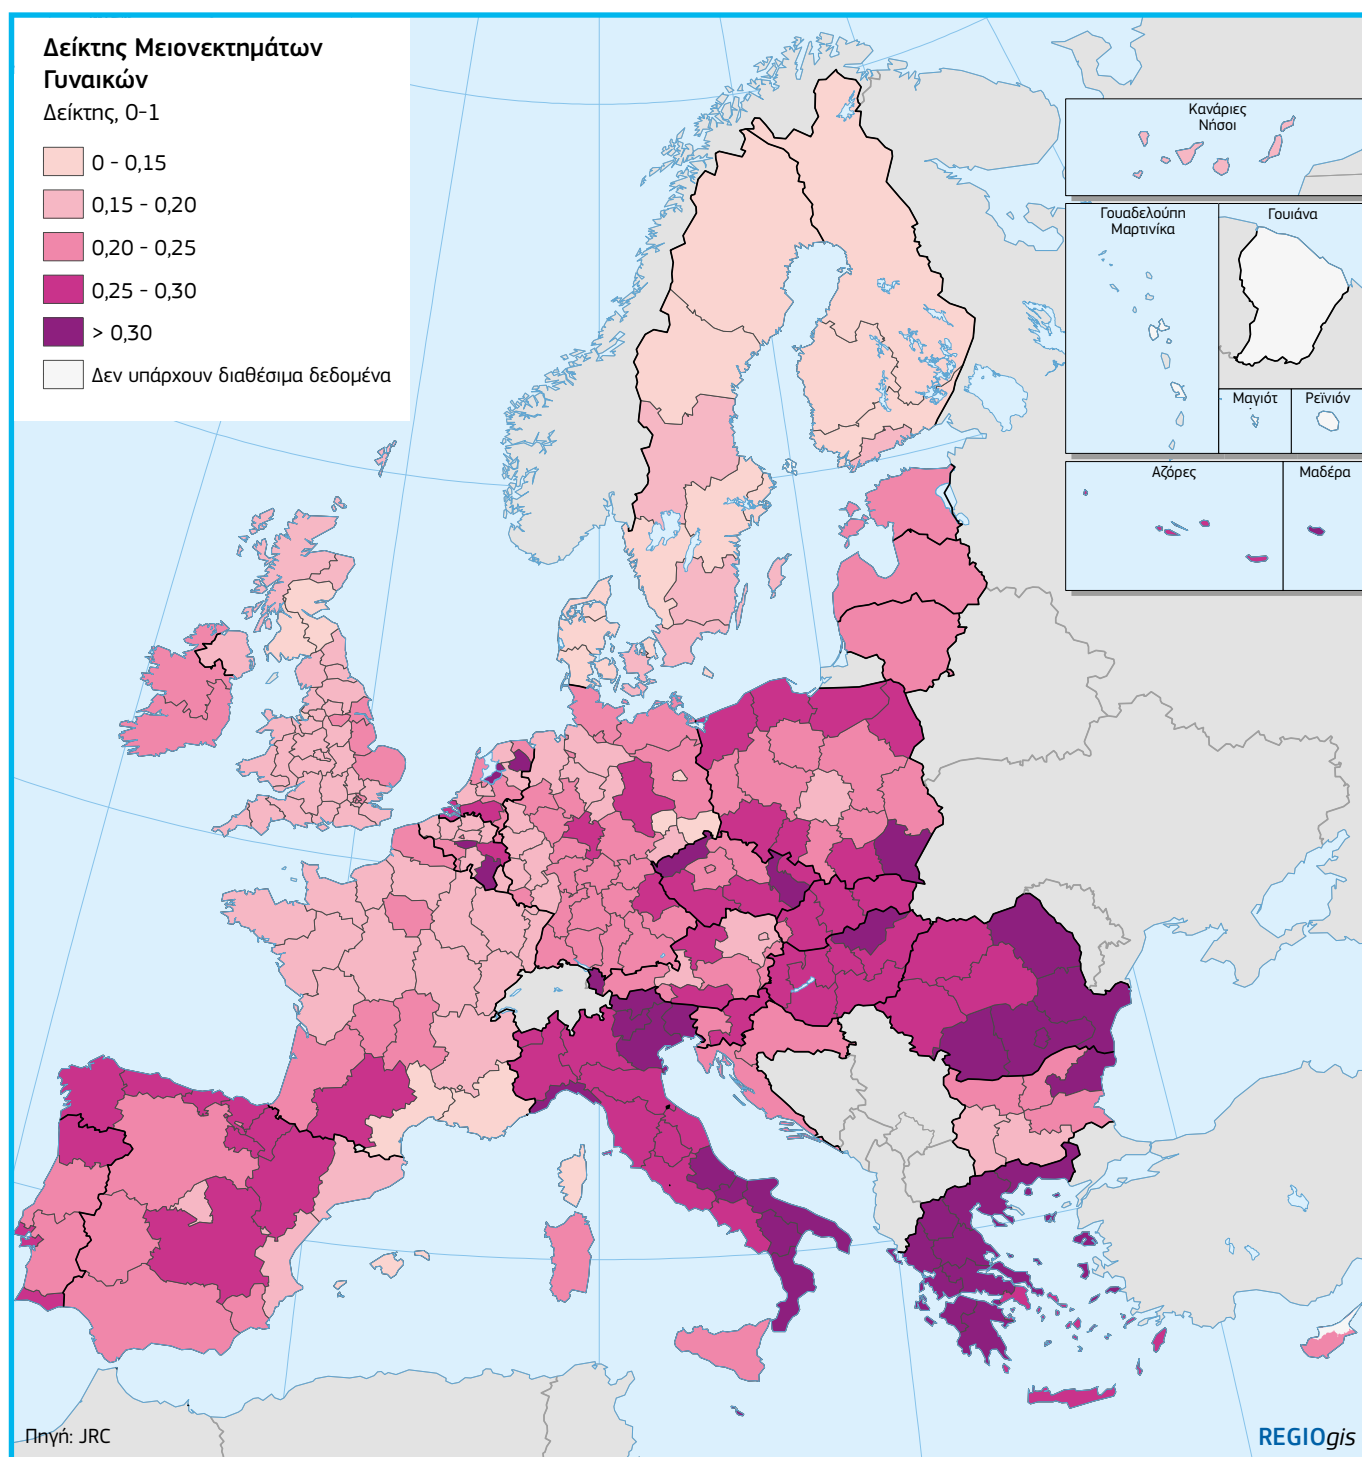 Δείκτης Μειονεκτημάτων
Γυναικών
Δείκτης, 0-1
0 - 0,15
0,15 - 0,20
0,20 - 0,25
0,25 - 0,30
> 0,30
Δεν υπάρχουν διαθέσιμα δεδομένα
Κανάριες
Νήσοι
Γουαδελούπη
Μαρτινίκα
Γουιάνα
Μαγιότ
Ρεϊνιόν
Αζόρες
Μαδέρα
Πηγή: JRC
REGIOgis